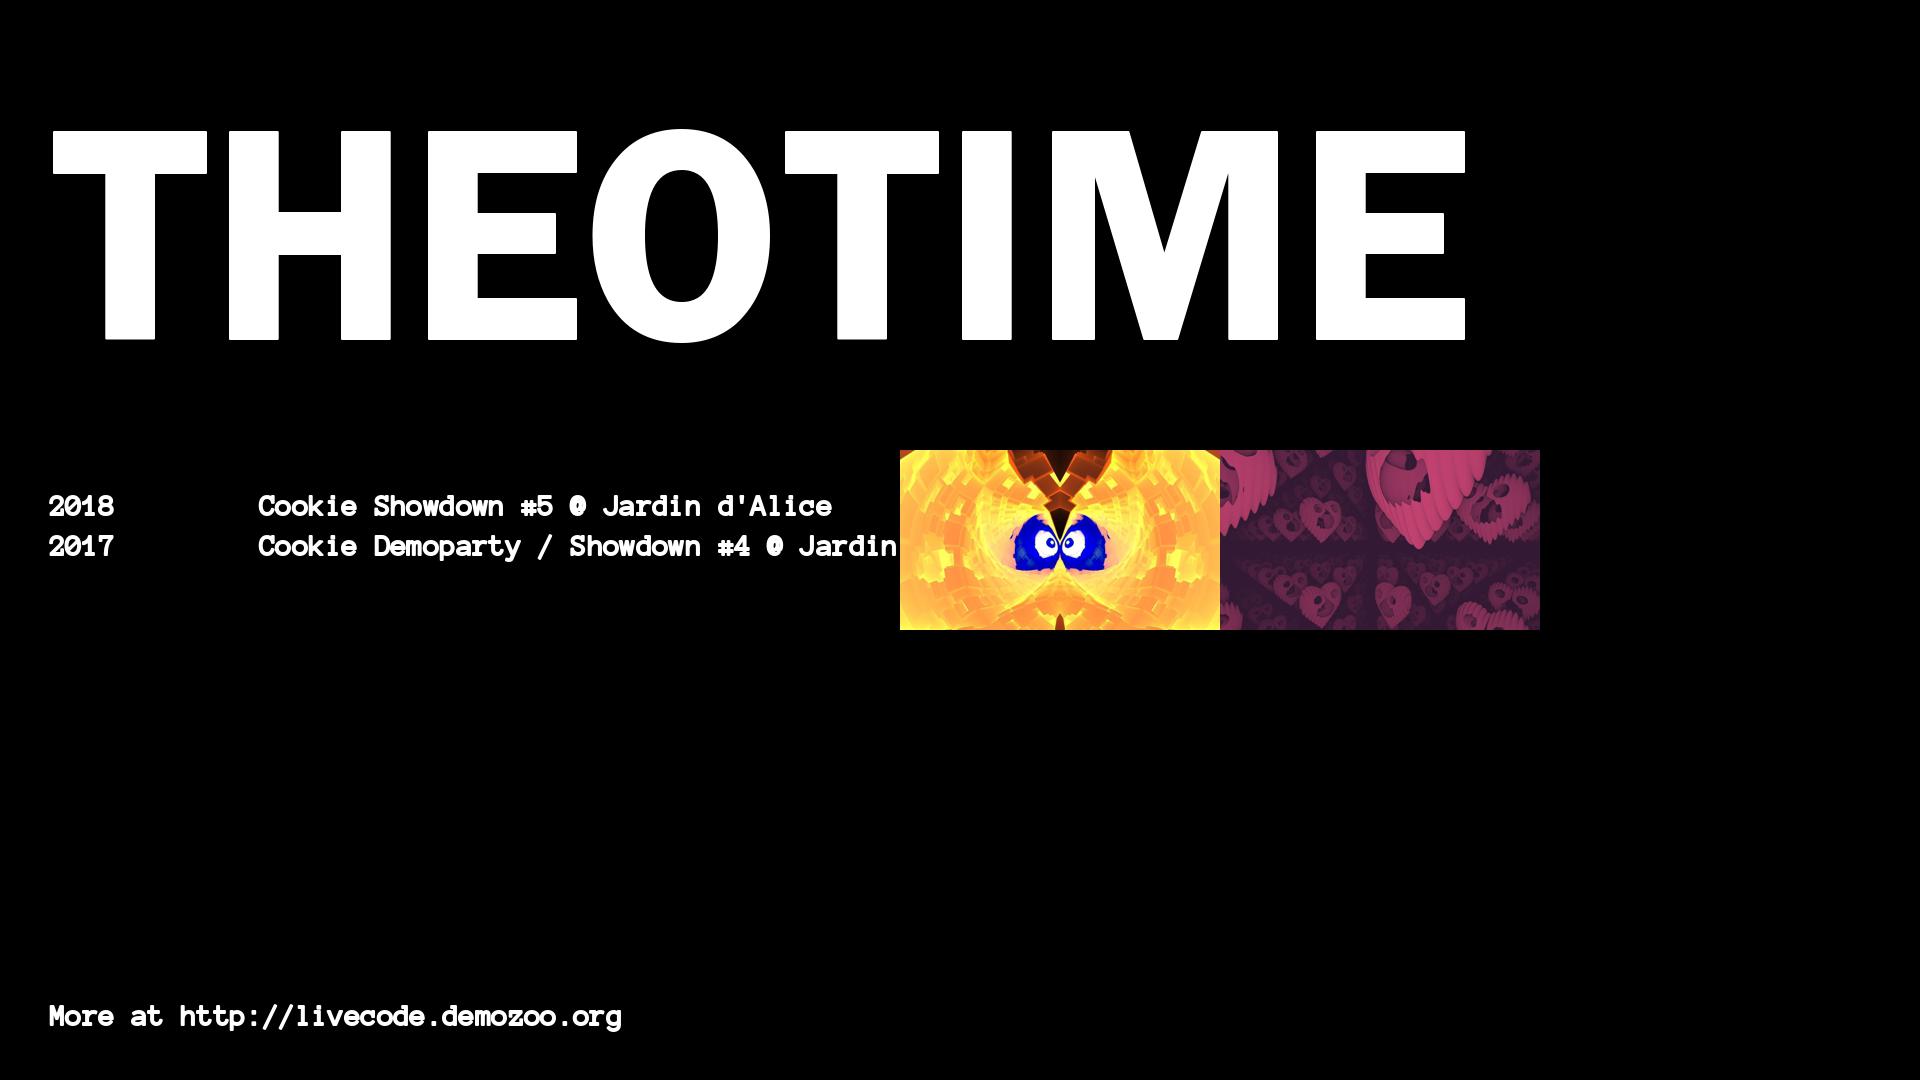 THEOTIME
2018 Cookie Showdown #5 @ Jardin d'Alice
2017 Cookie Demoparty / Showdown #4 @ Jardin
More at http://livecode.demozoo.org